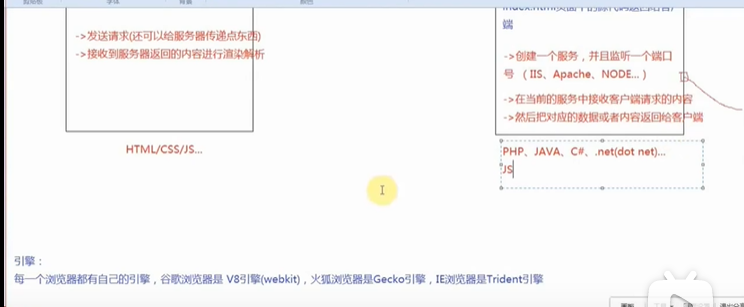 index.html页面中的源代码返回给客户
端
->发送请求(还可以给服务器传递点东西)
->接收到服务器返回的内容进行渲染解析
->创建一个服务，并且监听一个端口
号 （IIS、Apache、NODE...）
->在当前的服务中接收客户端请求的内容
->然后把对应的数据或者内容返回给客户端
HTML/CSS/JS...
PHP、JAVA、C#、.net(dot net)...
JS
引擎：
每一个浏览器都有自己的引擎，谷歌浏览器是 V8引擎(webkit)，火狐浏览器是Gecko引擎，IE浏览器是Trident引擎